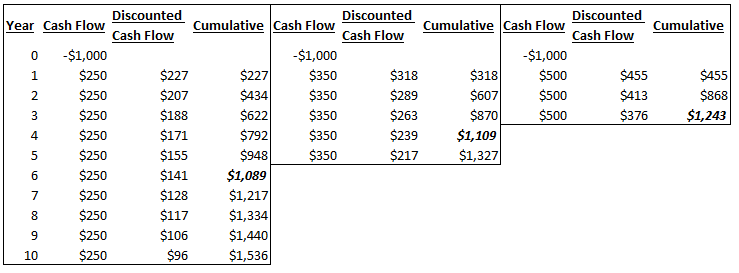 Year Cash Flow Discounted Cash Flow Cumulative Cash Flow Discounted Cash Flow Cumulative Cash Flow Discounted Cash Flow Cumulative
0 -$1,000 -$1,000 -$1,000
1 $250 $227 $227 $350 $318 $318 $500 $455 $455
2 $250 $207 $434 $350 $289 $607 $500 $413 $868
3 $250 $188 $622 $350 $263 $870 $500 $376 $1,243
4 $250 $171 $792 $350 $239 $1,109
5 $250 $155 $948 $350 $217 $1,327
6 $250 $141 $1,089
7 $250 $128 $1,217
8 $250 $117 $1,334
9 $250 $106 $1,440
10 $250 $96 $1,536